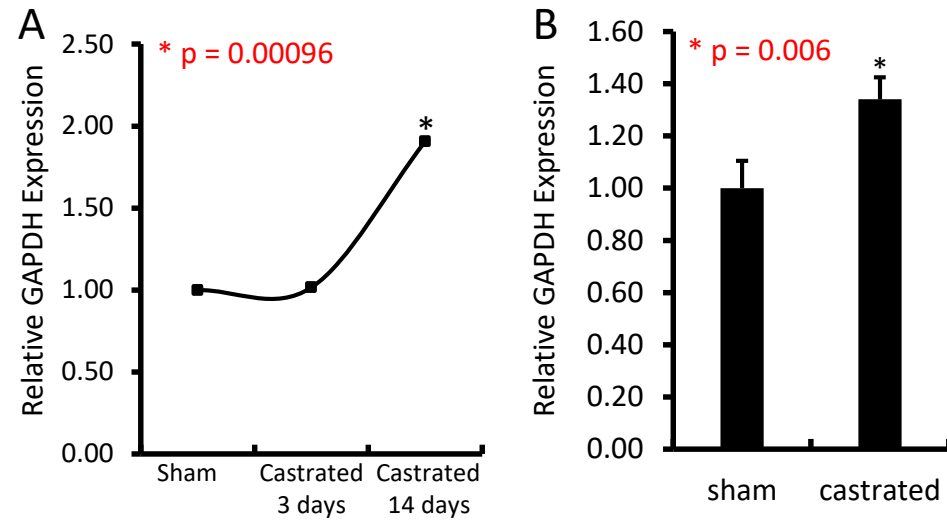 A
* p = 0.00096
Relative GAPDH Expression
2.50
2.00
1.50
1.00
0.50
0.00
*
Sham
Castrated
3 days
Castrated
14 days
B
* p = 0.006
Relative GAPDH Expression
1.60
1.40
1.20
1.00
0.80
0.60
0.40
0.20
0.00
*
sham
castrated